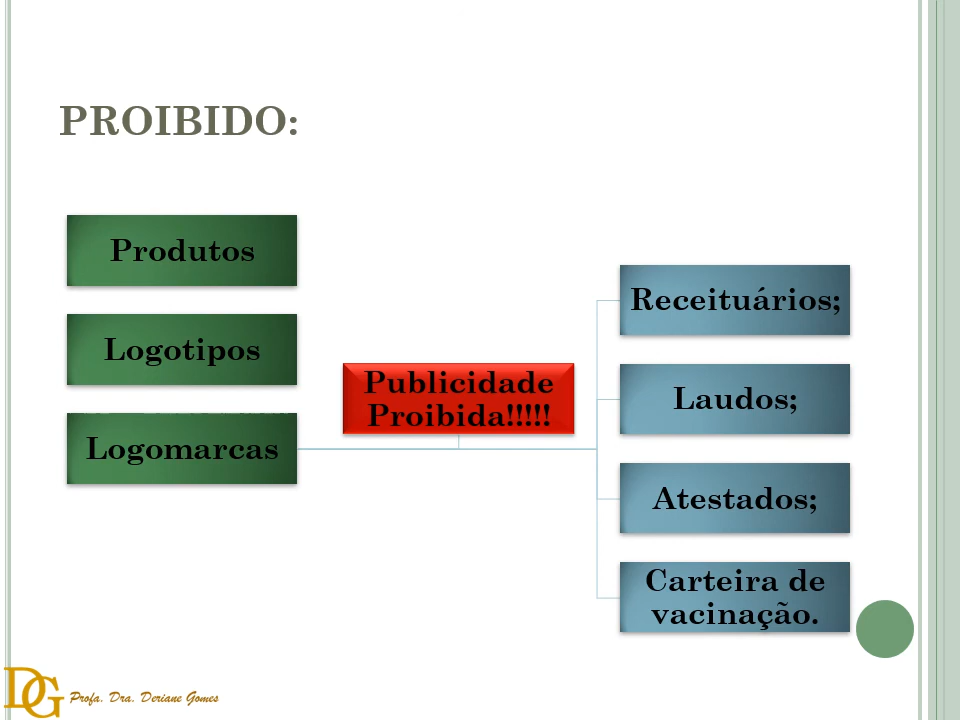 PROIBIDO:
Produtos
Logotipos
Logomarcas
Publicidade
Proibida!!!!!
Receituários;
Laudos;
Atestados;
Carteira de
vacinação.
DG
Profa. Dra. Deriane Gomes